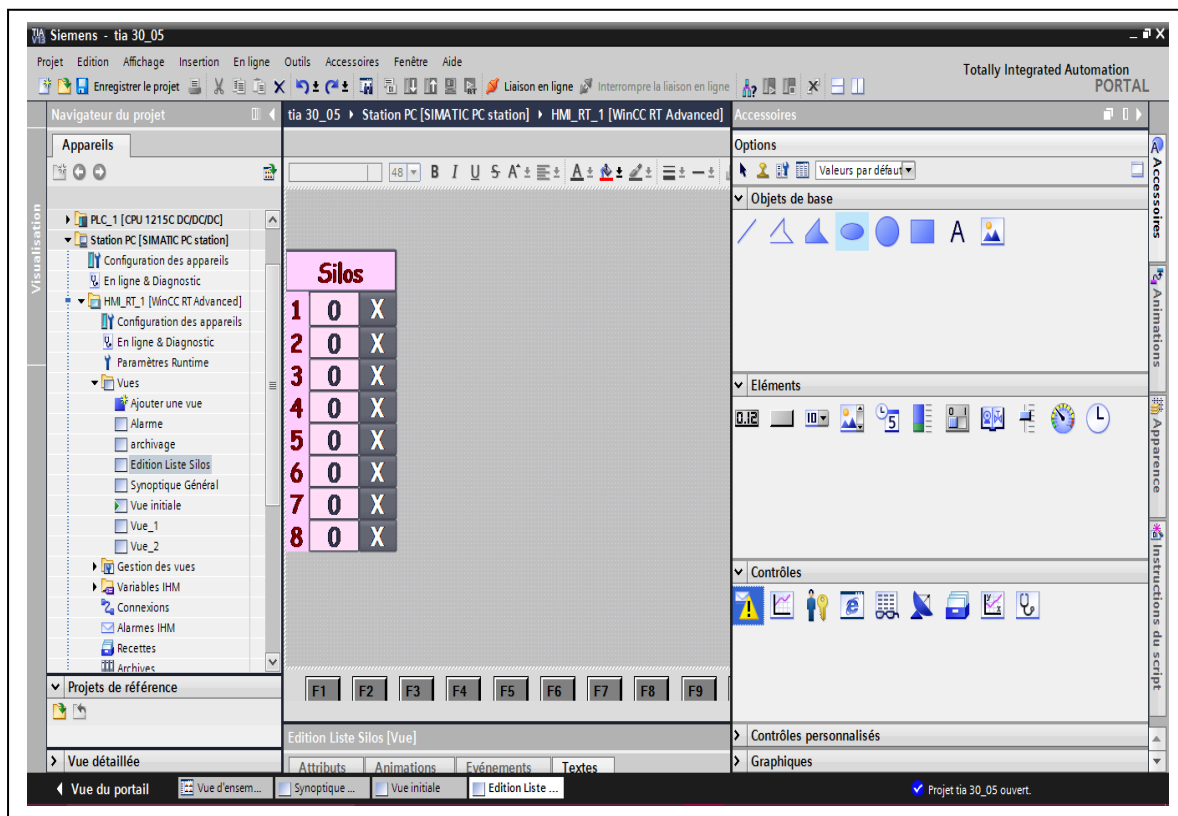 Siemens - tia 30_05
Projet Edition Affichage Insertion En ligne Outils Accessoires Fenêtre Aide
Totally Integrated Automation
PORTAL
Enregistrer le projet
Liaison en ligne
Interrompre la liaison en ligne
Navigateur du projet
tia 30_05 Station PC [SIMATIC PC station] HMI_RT_1 [WinCC RT Advanced]
Accessoires
Appareils
Options
48 B I U S A A
Valeurs par défaut
Visualisation
PLC_1 [CPU 1215C DC/DC/DC]
Station PC [SIMATIC PC station]
Configuration des appareils
En ligne & Diagnostic
HMI_RT_1 [WinCC RT Advanced]
Configuration des appareils
En ligne & Diagnostic
Paramètres Runtime
Vues
Ajouter une vue
Alarme
archivage
Edition Liste Silos
Synoptique Général
Vue initiale
Vue_1
Vue_2
Gestion des vues
Variables IHM
Connexions
Alarmes IHM
Recettes
Archives
Projets de référence
Vue détaillée
Silos
1 0 X
2 0 X
3 0 X
4 0 X
5 0 X
6 0 X
7 0 X
8 0 X
F1 F2 F3 F4 F5 F6 F7 F8 F9
Edition Liste Silos [Vue]
Attributs Animations Evénements Textes
Objets de base
A
Eléments
0.12
10
5
0 1
Contrôles
Contrôles personnalisés
Graphiques
Accessoires
Animations
Apparence
Instructions du script
Vue du portail
Vue d'ensem...
Synoptique ...
Vue initiale
Edition Liste ...
Projet tia 30_05 ouvert.